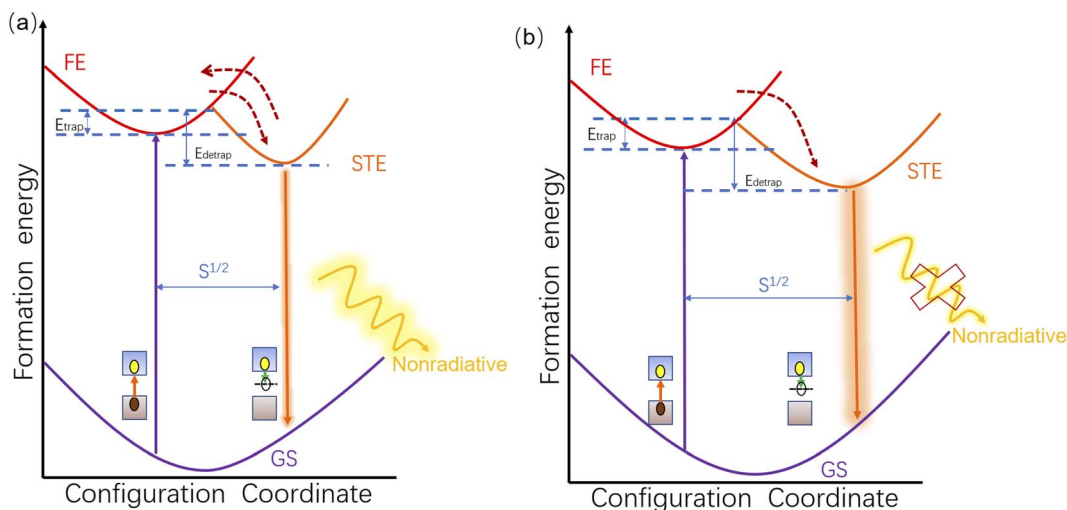 (a)
FE
Etrap
Edetrap
STE
S1/2
Nonradiative
GS
Formation energy
Configuration Coordinate
(b)
FE
Etrap
Edetrap
STE
S1/2
Nonradiative
GS
Formation energy
Configuration Coordinate